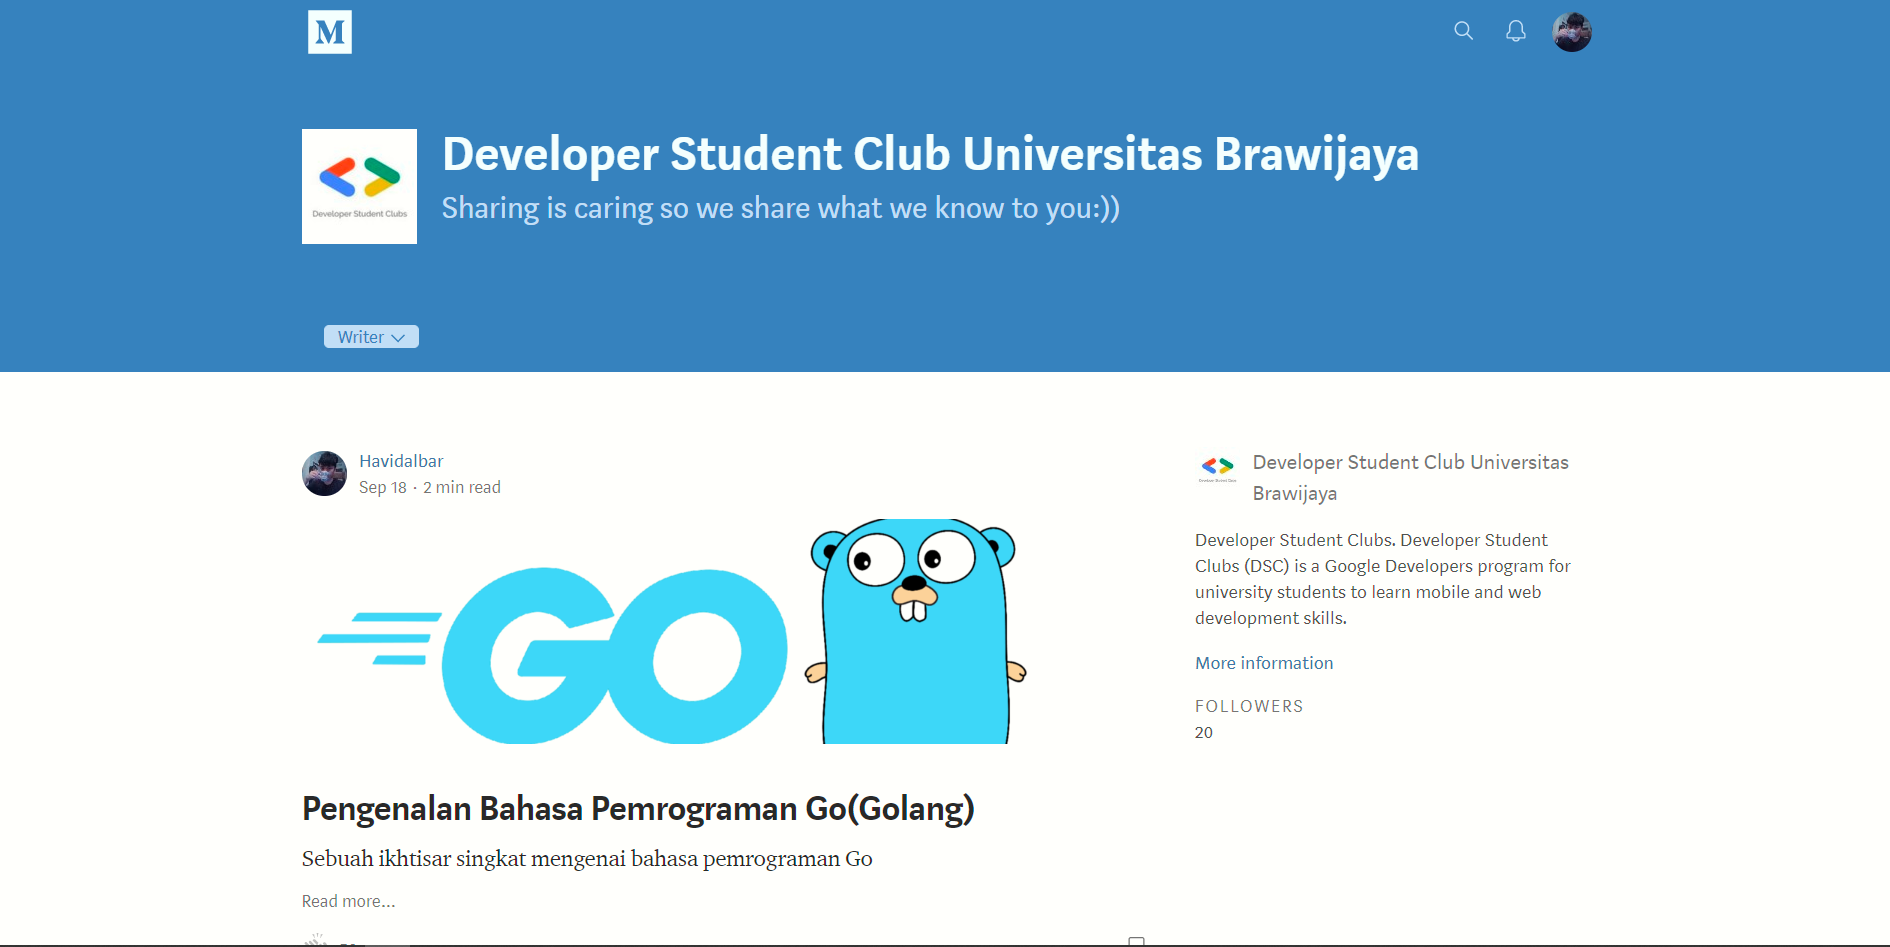 M
Developer Student Clubs
Developer Student Club Universitas Brawijaya
Sharing is caring so we share what we know to you:))
Writer
Havidalbar
Sep 18 · 2 min read
GO
Pengenalan Bahasa Pemrograman Go(Golang)
Sebuah ikhtisar singkat mengenai bahasa pemrograman Go
Read more...
Developer Student Club Universitas
Brawijaya
Developer Student Clubs. Developer Student
Clubs (DSC) is a Google Developers program for
university students to learn mobile and web
development skills.
More information
FOLLOWERS
20